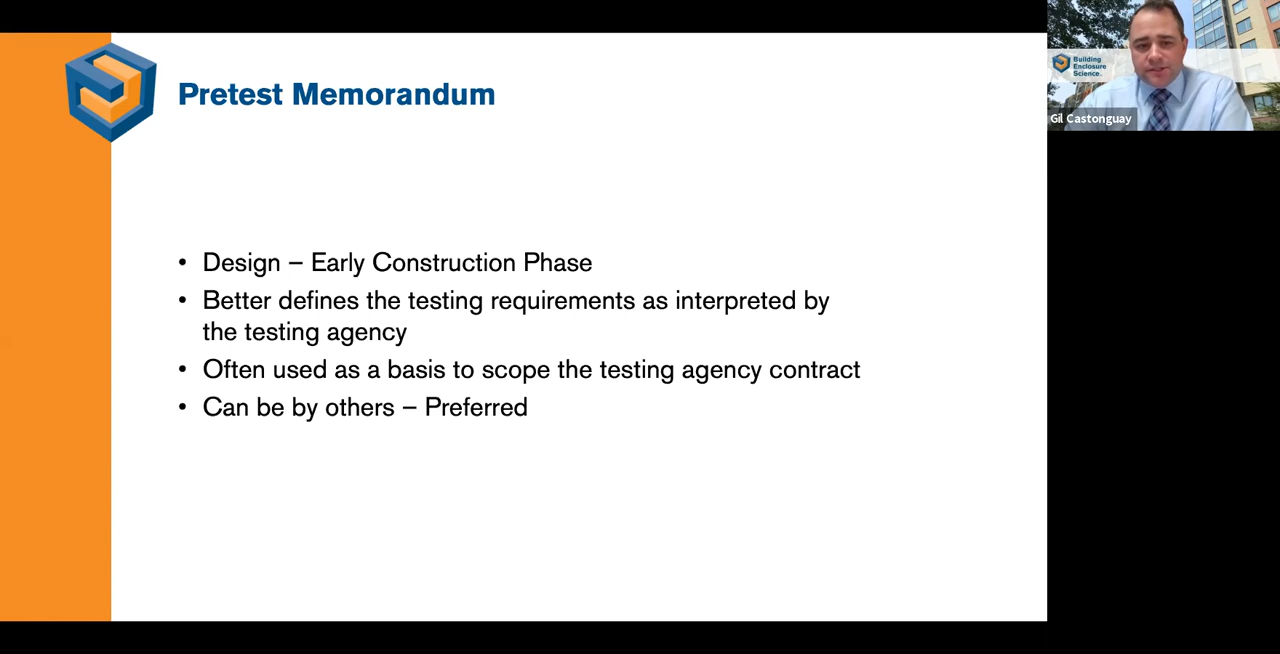 Pretest Memorandum
• Design – Early Construction Phase
• Better defines the testing requirements as interpreted by
the testing agency
• Often used as a basis to scope the testing agency contract
• Can be by others – Preferred
Building
Enclosure
Science
Gil Castonguay